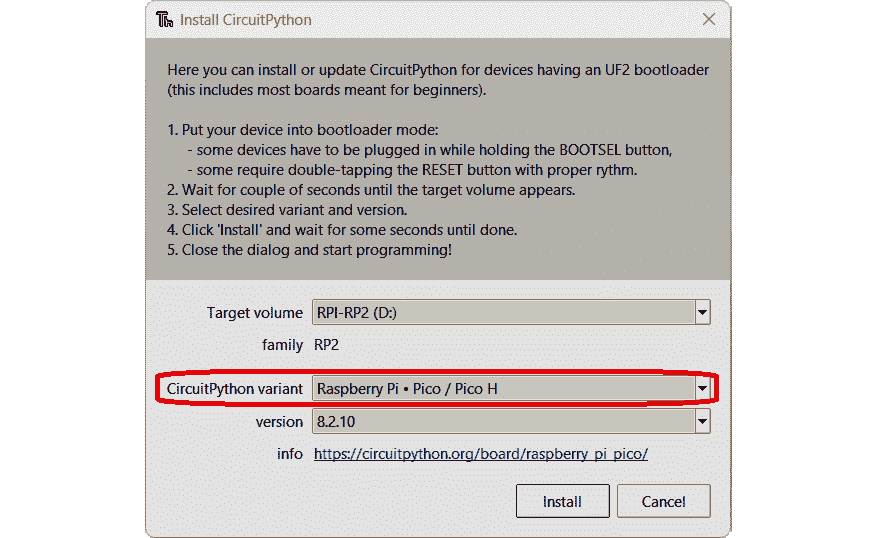 Install CircuitPython
Here you can install or update CircuitPython for devices having an UF2 bootloader
(this includes most boards meant for beginners).
1. Put your device into bootloader mode:
- some devices have to be plugged in while holding the BOOTSEL button,
- some require double-tapping the RESET button with proper rythm.
2. Wait for couple of seconds until the target volume appears.
3. Select desired variant and version.
4. Click 'Install' and wait for some seconds until done.
5. Close the dialog and start programming!
Target volume RPI-RP2 (D:)
family RP2
CircuitPython variant Raspberry Pi • Pico / Pico H
version 8.2.10
info https://circuitpython.org/board/raspberry_pi_pico/
Install Cancel